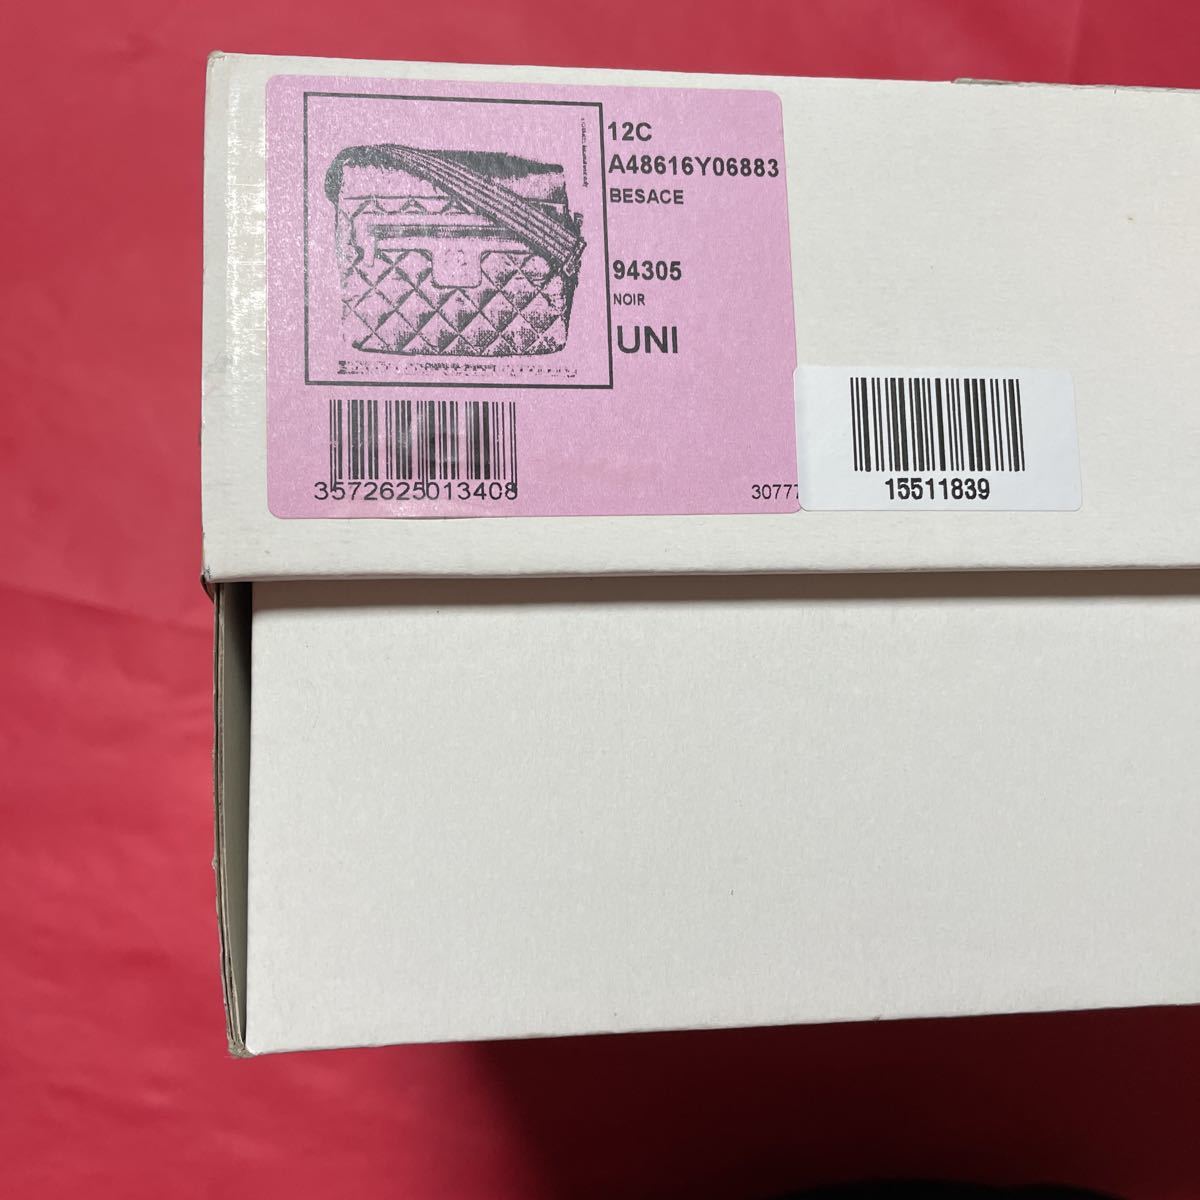 12C
A48616Y06883
BESACE
94305
NOIR
UNI
3572625013408
30777
15511839